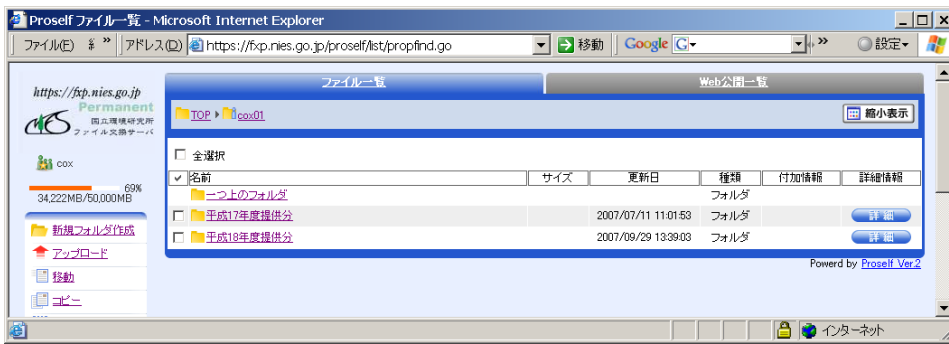 Proself ファイル一覧 - Microsoft Internet Explorer
ファイル(E) » アドレス(D) https://fxp.nies.go.jp/proself/list/propfind.go 移動 Google G » 設定
https://fxp.nies.go.jp
Permanent
国立環境研究所
ファイル交換サーバ
cox
69%
34,222MB/50,000MB
新規フォルダ作成
アップロード
移動
コピー
ファイル一覧 Web公開一覧
TOP cox01 縮小表示
全選択
名前 サイズ 更新日 種類 付加情報 詳細情報
一つ上のフォルダ フォルダ
平成17年度提供分 2007/07/11 11:01:53 フォルダ 詳細
平成18年度提供分 2007/09/29 13:39:03 フォルダ 詳細
Powerd by Proself Ver.2
インターネット